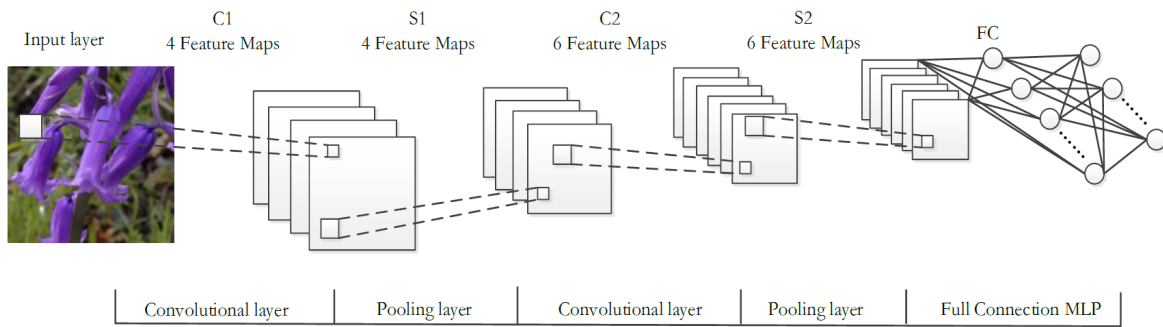 Input layer
C1
4 Feature Maps
S1
4 Feature Maps
C2
6 Feature Maps
S2
6 Feature Maps
FC
Convolutional layer
Pooling layer
Convolutional layer
Pooling layer
Full Connection MLP